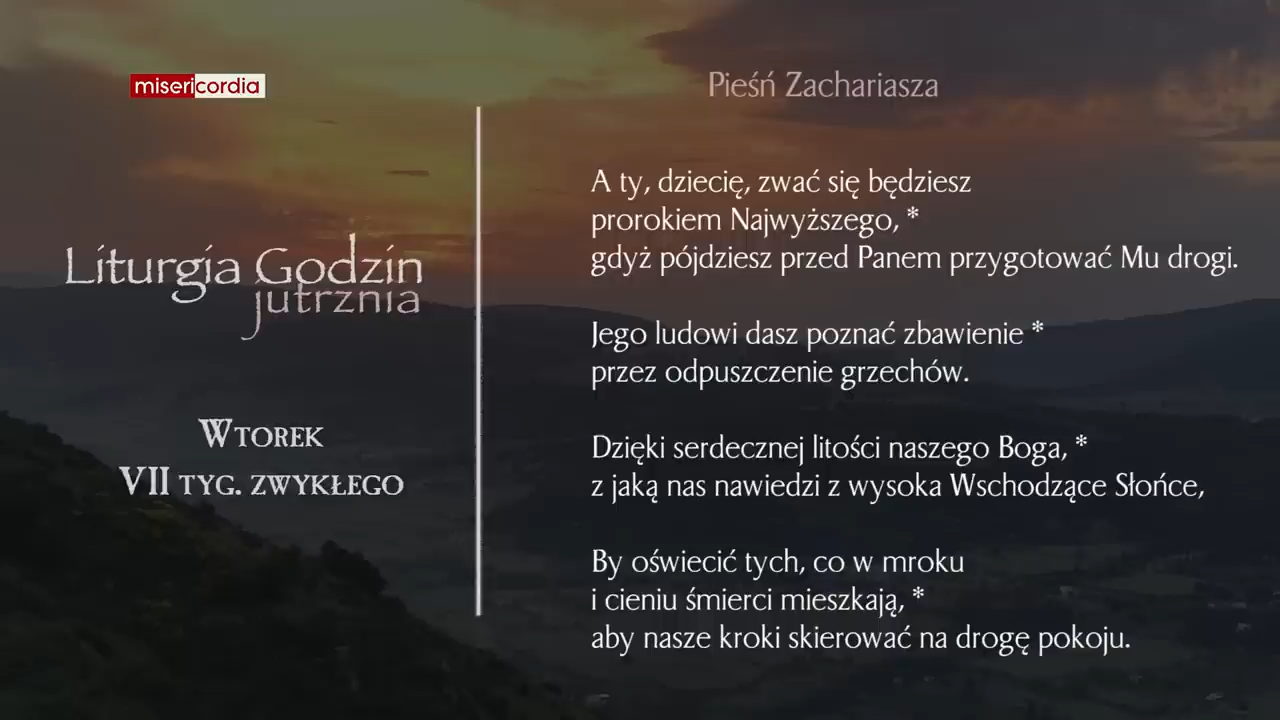 misericordia
Liturgia Godzin
jutrznia
Wtorek
VII tyg. zwykłego
Pieśń Zachariasza
A ty, dziecię, zwać się będziesz
prorokiem Najwyższego, *
gdyż pójdziesz przed Panem przygotować Mu drogi.
Jego ludowi dasz poznać zbawienie *
przez odpuszczenie grzechów.
Dzięki serdecznej litości naszego Boga, *
z jaką nas nawiedzi z wysoka Wschodzące Słońce,
By oświecić tych, co w mroku
i cieniu śmierci mieszkają, *
aby nasze kroki skierować na drogę pokoju.